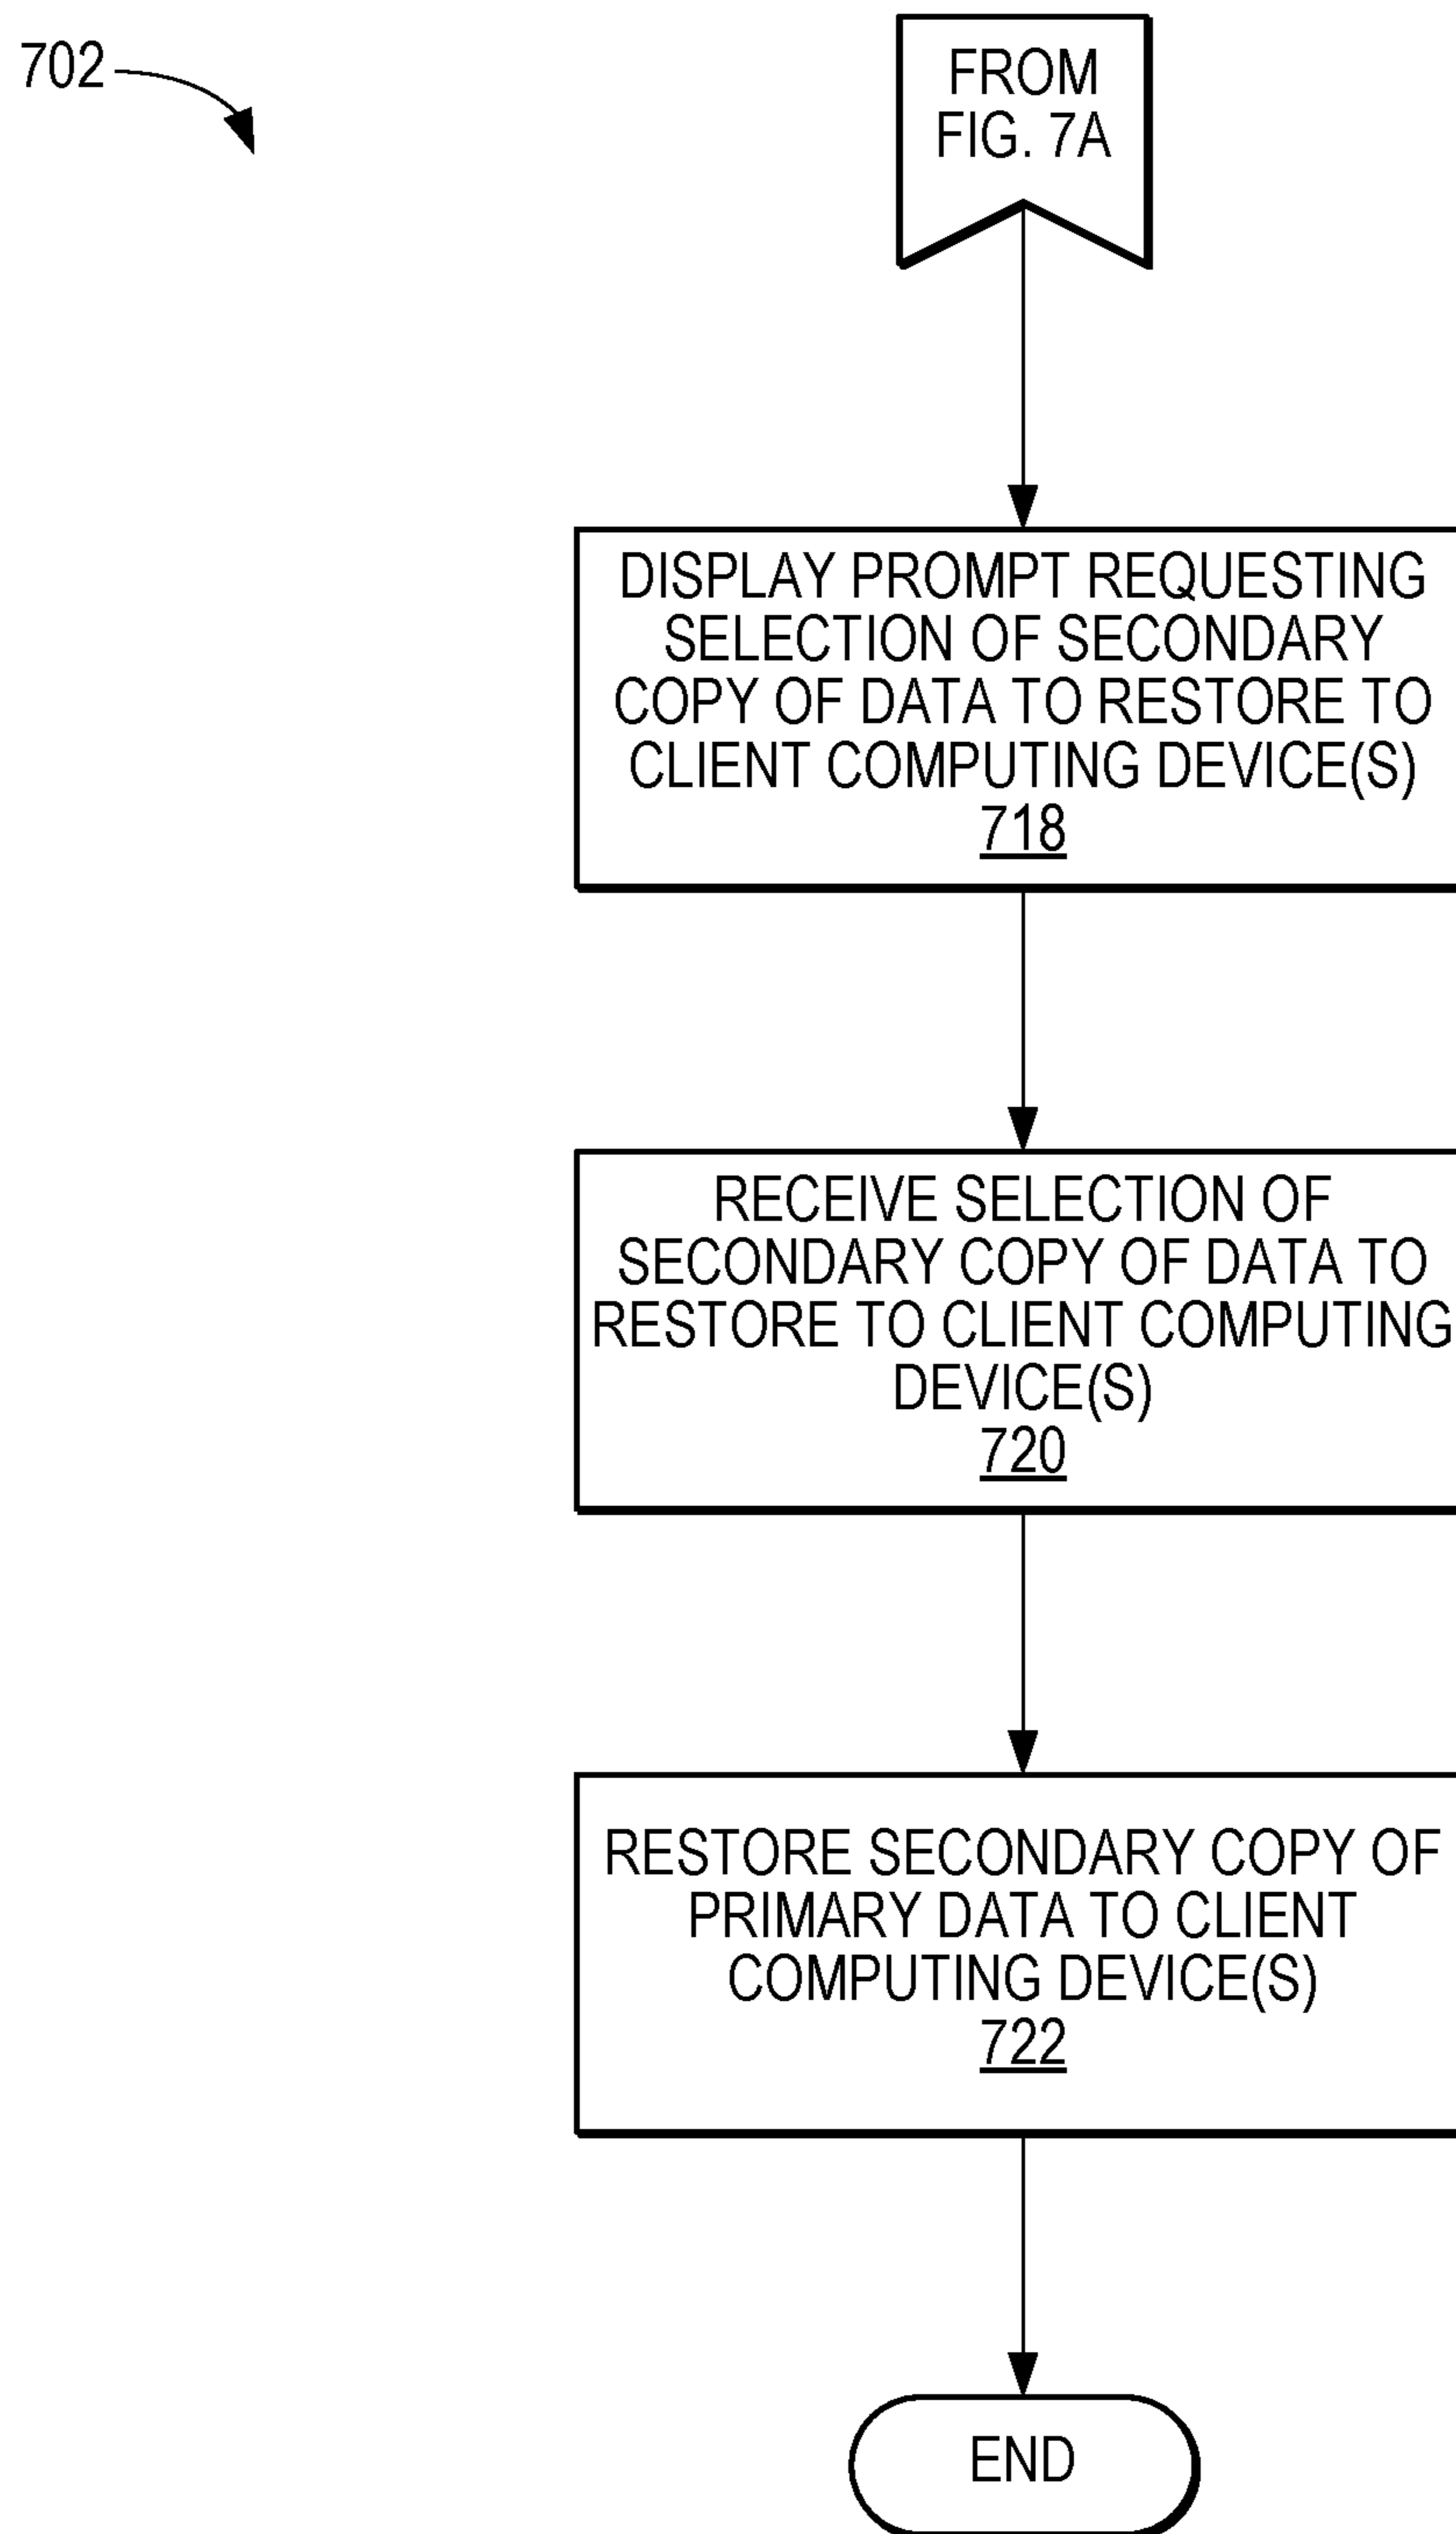 702
FROM
FIG. 7A
DISPLAY PROMPT REQUESTING
SELECTION OF SECONDARY
COPY OF DATA TO RESTORE TO
CLIENT COMPUTING DEVICE(S)
718
RECEIVE SELECTION OF
SECONDARY COPY OF DATA TO
RESTORE TO CLIENT COMPUTING
DEVICE(S)
720
RESTORE SECONDARY COPY OF
PRIMARY DATA TO CLIENT
COMPUTING DEVICE(S)
722
END